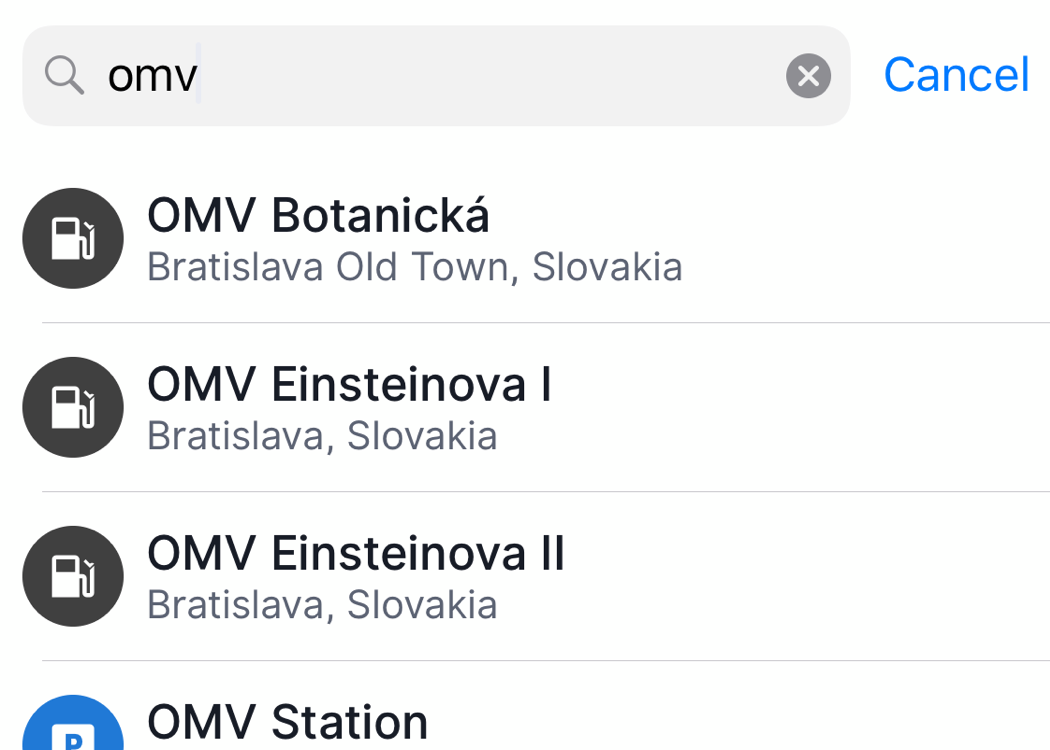 omv
Cancel
OMV Botanická
Bratislava Old Town, Slovakia
OMV Einsteinova I
Bratislava, Slovakia
OMV Einsteinova II
Bratislava, Slovakia
OMV Station
P